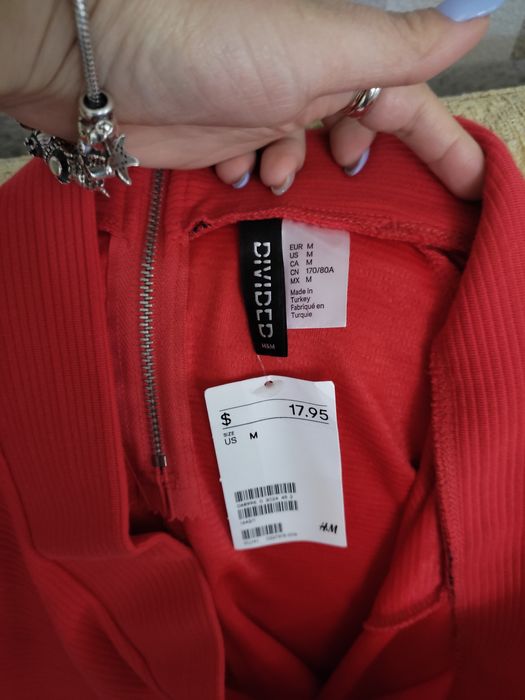 DIVIDED
H&M
EUR M
US M
CA M
CN 170/80A
MX M
Made in
Turkey
Fabriqué en
Turquie
$ 17.95
SIZE
US M
H&M